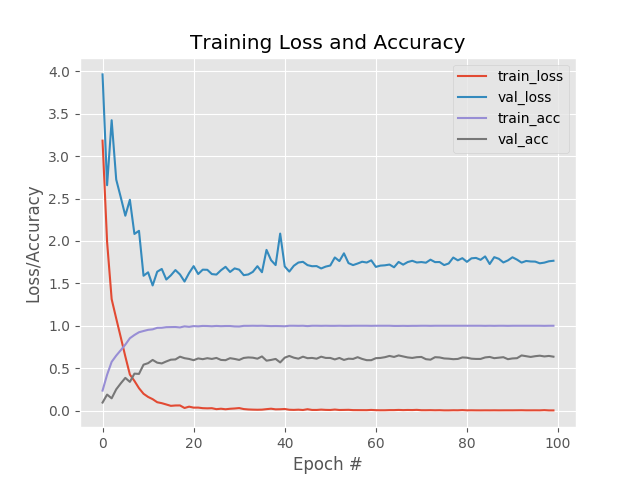 Training Loss and Accuracy
train_loss
val_loss
train_acc
val_acc
4.0
3.5
3.0
2.5
2.0
1.5
1.0
0.5
0.0
Loss/Accuracy
0 20 40 60 80 100
Epoch #